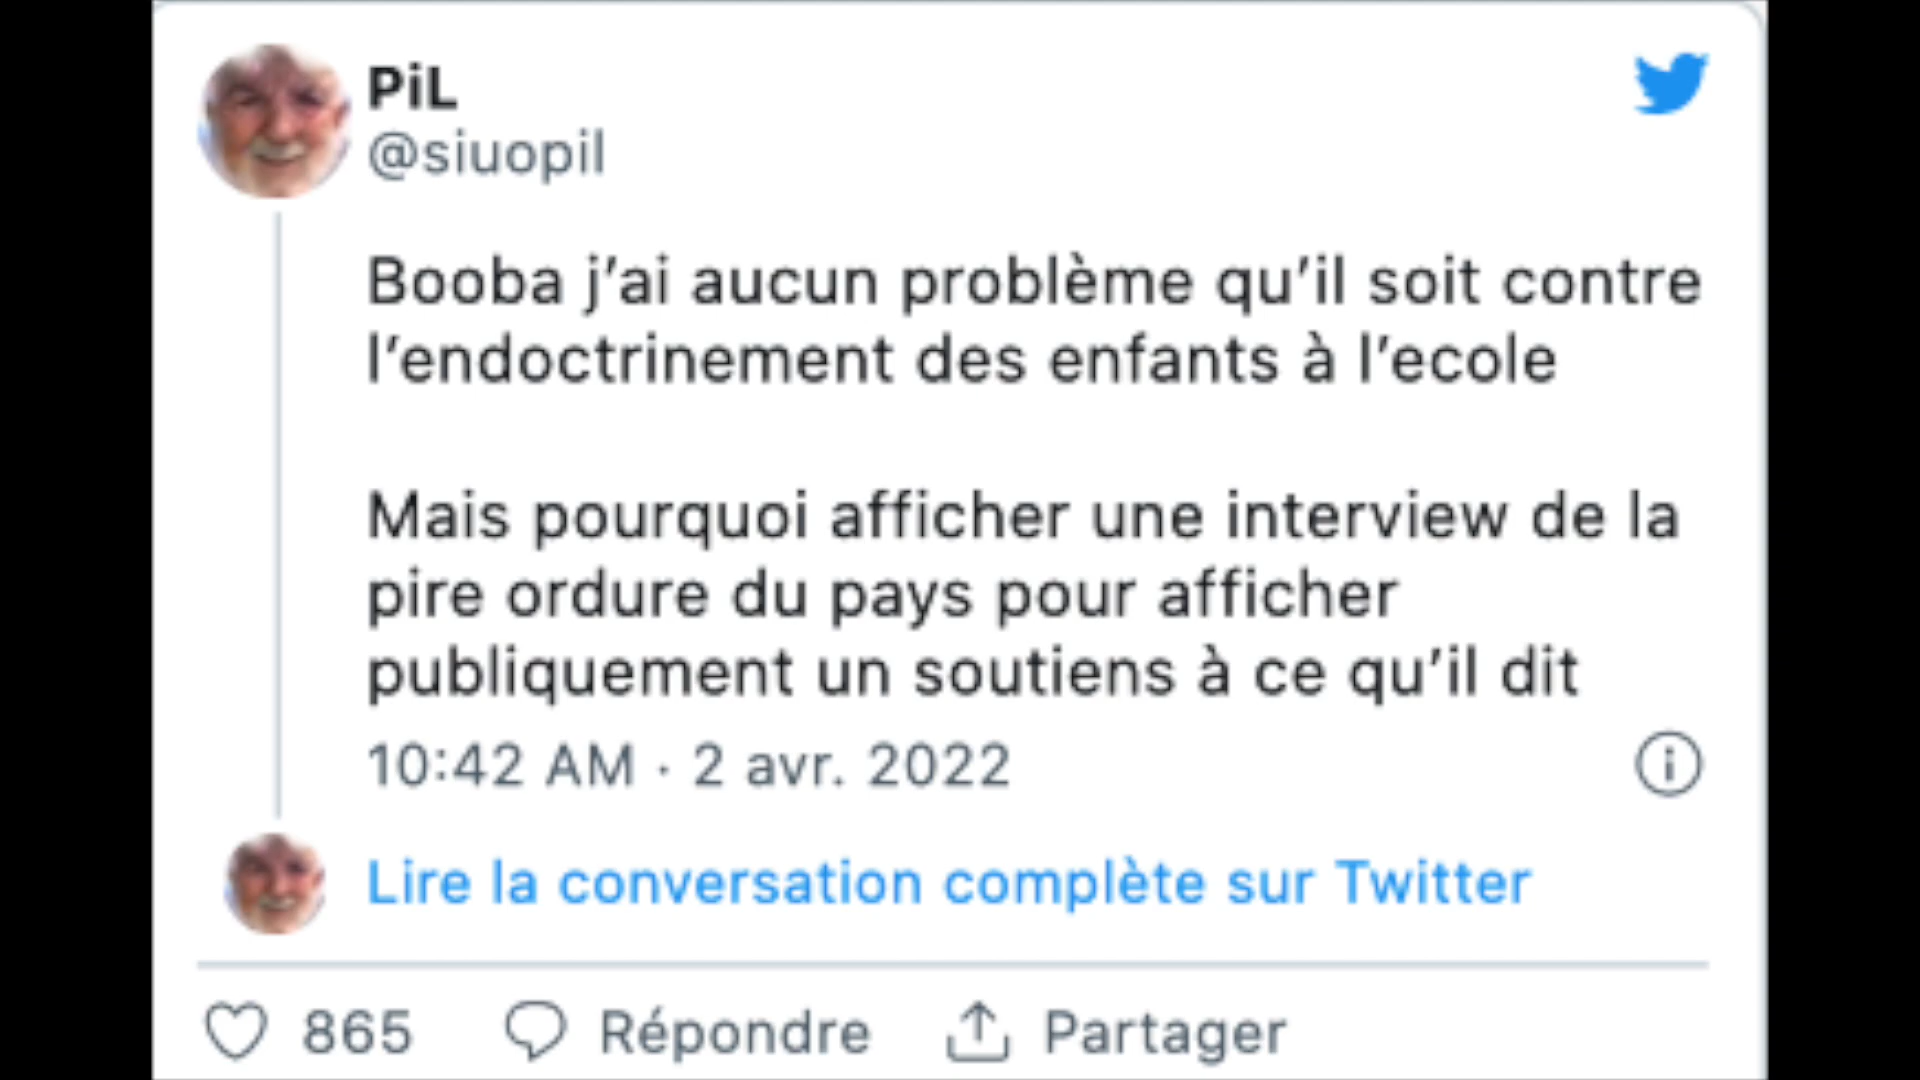 PiL
@siuopil
Booba j’ai aucun problème qu’il soit contre
l’endoctrinement des enfants à l’ecole
Mais pourquoi afficher une interview de la
pire ordure du pays pour afficher
publiquement un soutiens à ce qu’il dit
10:42 AM · 2 avr. 2022
Lire la conversation complète sur Twitter
865 Répondre Partager